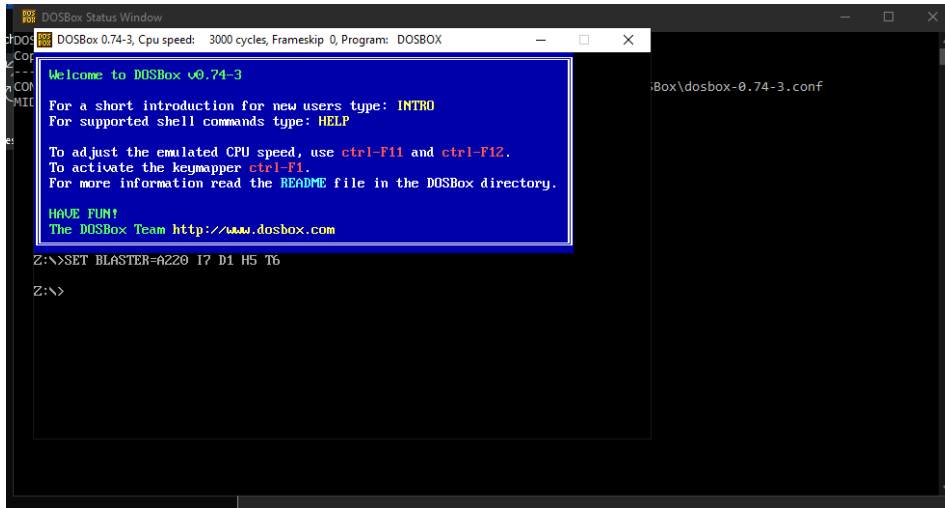 DOSBox Status Window
DOSBox 0.74-3, Cpu speed: 3000 cycles, Frameskip 0, Program: DOSBOX
Box\dosbox-0.74-3.conf
Welcome to DOSBox v0.74-3
For a short introduction for new users type: INTRO
For supported shell commands type: HELP
To adjust the emulated CPU speed, use ctrl-F11 and ctrl-F12.
To activate the keymapper ctrl-F1.
For more information read the README file in the DOSBox directory.
HAVE FUN!
The DOSBox Team http://www.dosbox.com
Z:\>SET BLASTER=A220 I7 D1 H5 T6
Z:\>